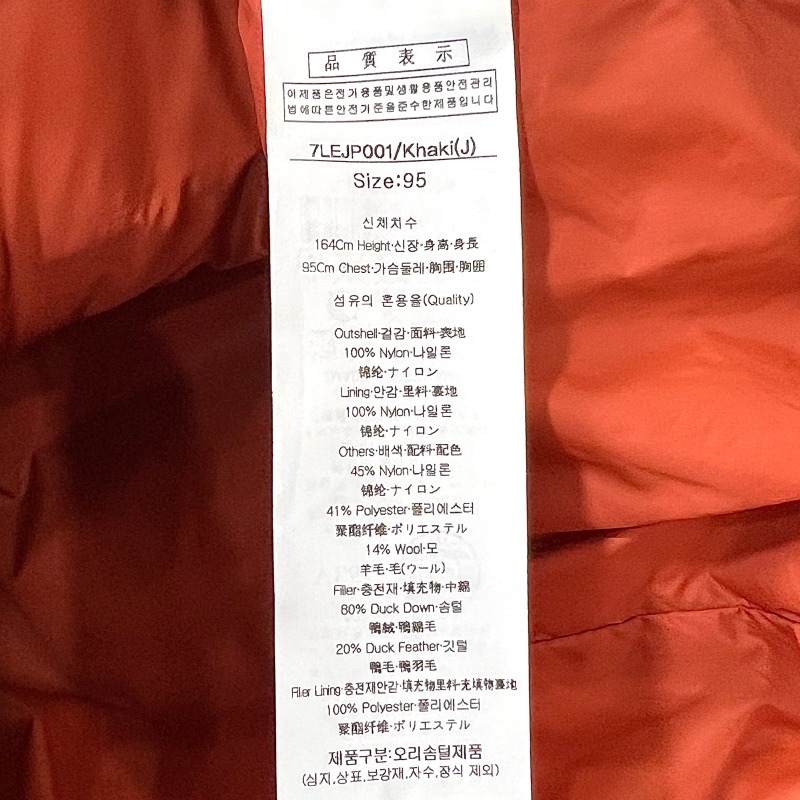 品 質 表 示
이제품은전기용품및생활용품안전관리
법에따른안전기준을준수한제품입니다
7LEJP001/Khaki(J)
Size:95
신체치수
164Cm Height·신장·身高·身長
95Cm Chest·가슴둘레·胸围·胸囲
섬유의 혼용율(Quality)
Outshell·겉감·面料·表地
100% Nylon·나일론
锦纶·ナイロン
Lining·안감·里料·裏地
100% Nylon·나일론
锦纶·ナイロン
Others·배색·配料·配色
45% Nylon·나일론
锦纶·ナイロン
41% Polyester·폴리에스터
聚酯纤维·ポリエステル
14% Wool·모
羊毛·毛(ウール)
Filler·충전재·填充物·中綿
80% Duck Down·솜털
鸭絨·鴨綿毛
20% Duck Feather·깃털
鸭毛·鴨羽毛
Filler Lining·충전재안감·填充物里料·充填物裏地
100% Polyester·폴리에스터
聚酯纤维·ポリエステル
제품구분:오리솜털제품
(심지,상표,보강재,자수,장식 제외)